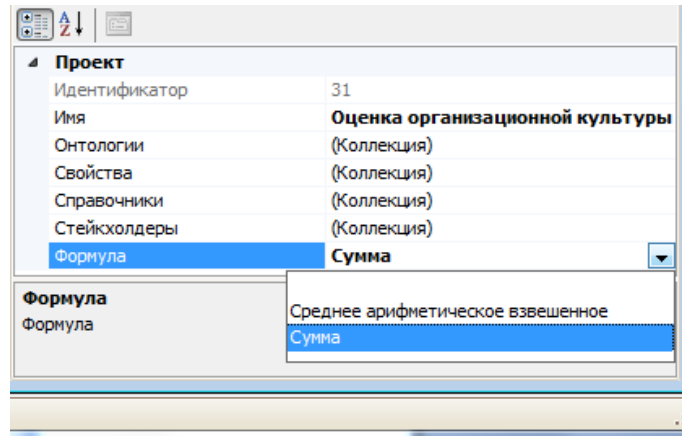 Проект
Идентификатор 31
Имя Оценка организационной культуры
Онтологии (Коллекция)
Свойства (Коллекция)
Справочники (Коллекция)
Стейкхолдеры (Коллекция)
Формула Сумма
Формула
Формула
Среднее арифметическое взвешенное
Сумма